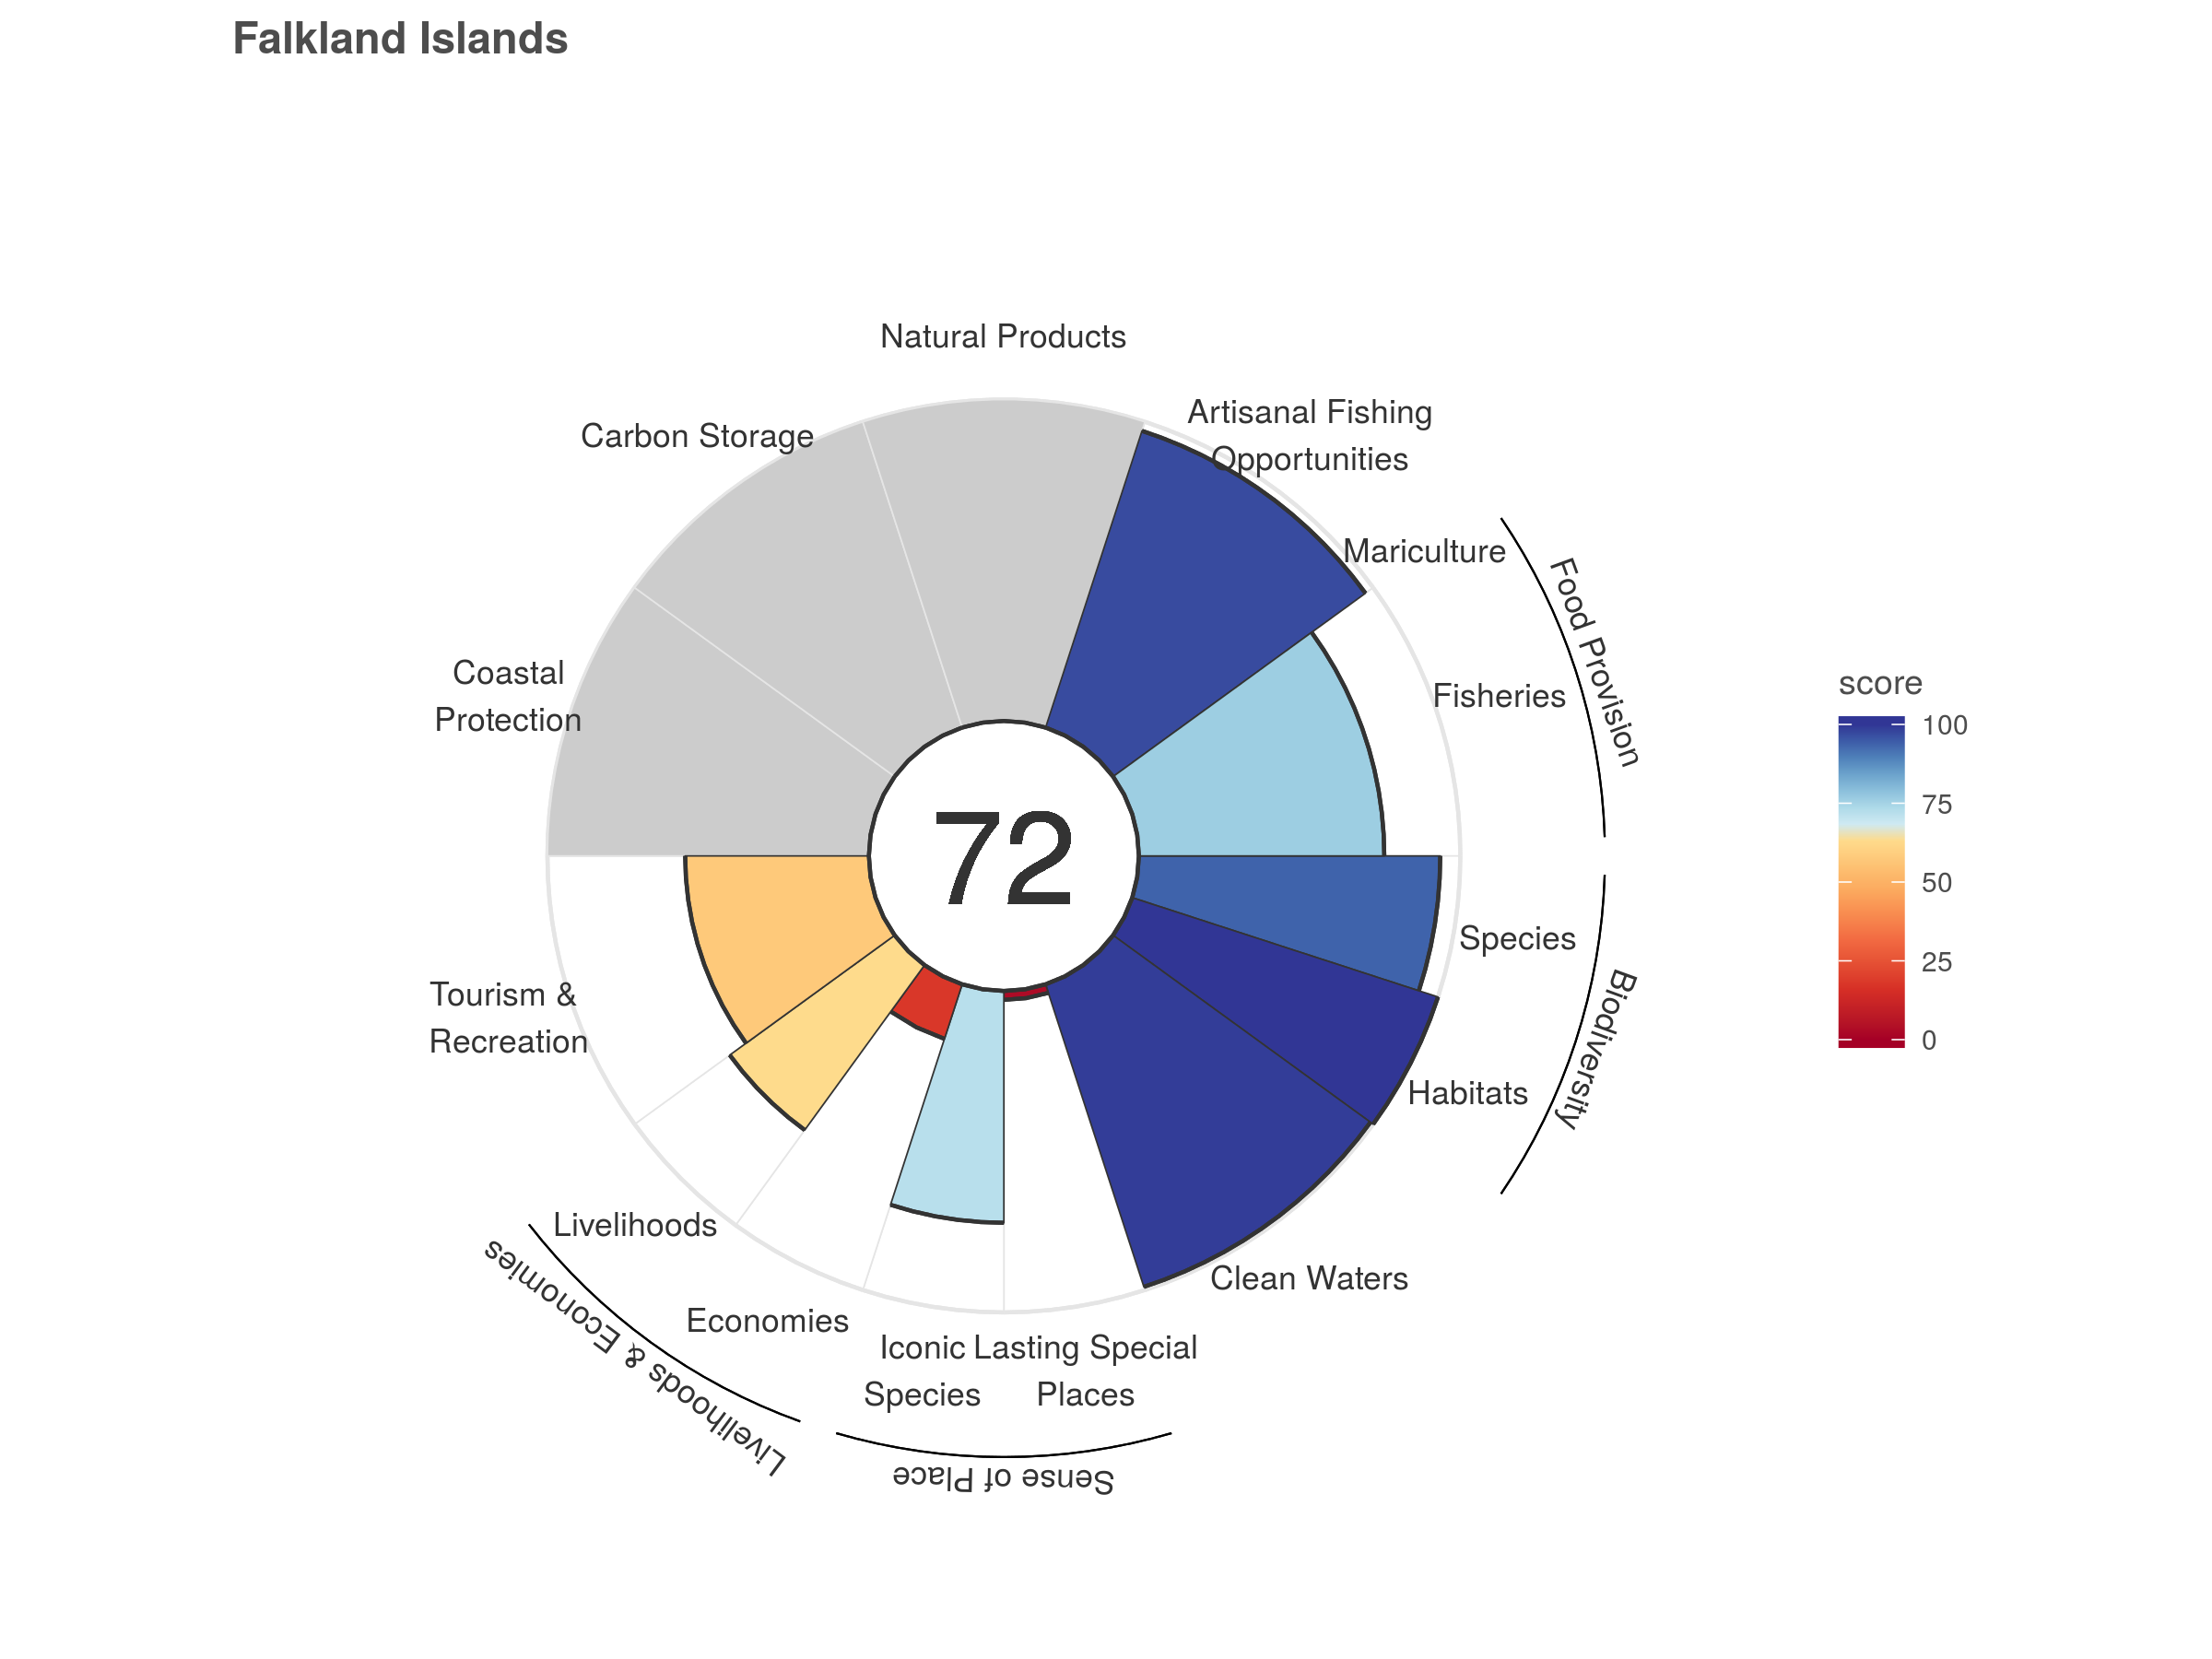 Falkland Islands
Natural Products
Artisanal Fishing
Opportunities
Carbon Storage
Mariculture
Food Provision
Coastal
Protection
Fisheries
72
Species
Biodiversity
Habitats
Tourism &
Recreation
Livelihoods
Clean Waters
Economies
Livelihoods & Economies
Iconic
Species
Lasting Special
Places
Sense of Place
score
100
75
50
25
0